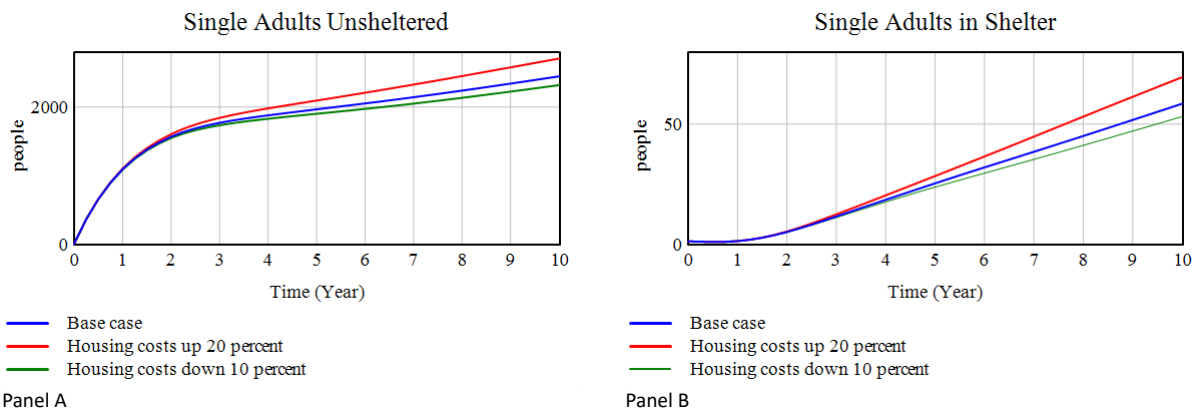 Single Adults Unsheltered
2000
people
0
0 1 2 3 4 5 6 7 8 9 10
Time (Year)
Base case
Housing costs up 20 percent
Housing costs down 10 percent
Panel A
Single Adults in Shelter
50
people
0
0 1 2 3 4 5 6 7 8 9 10
Time (Year)
Base case
Housing costs up 20 percent
Housing costs down 10 percent
Panel B